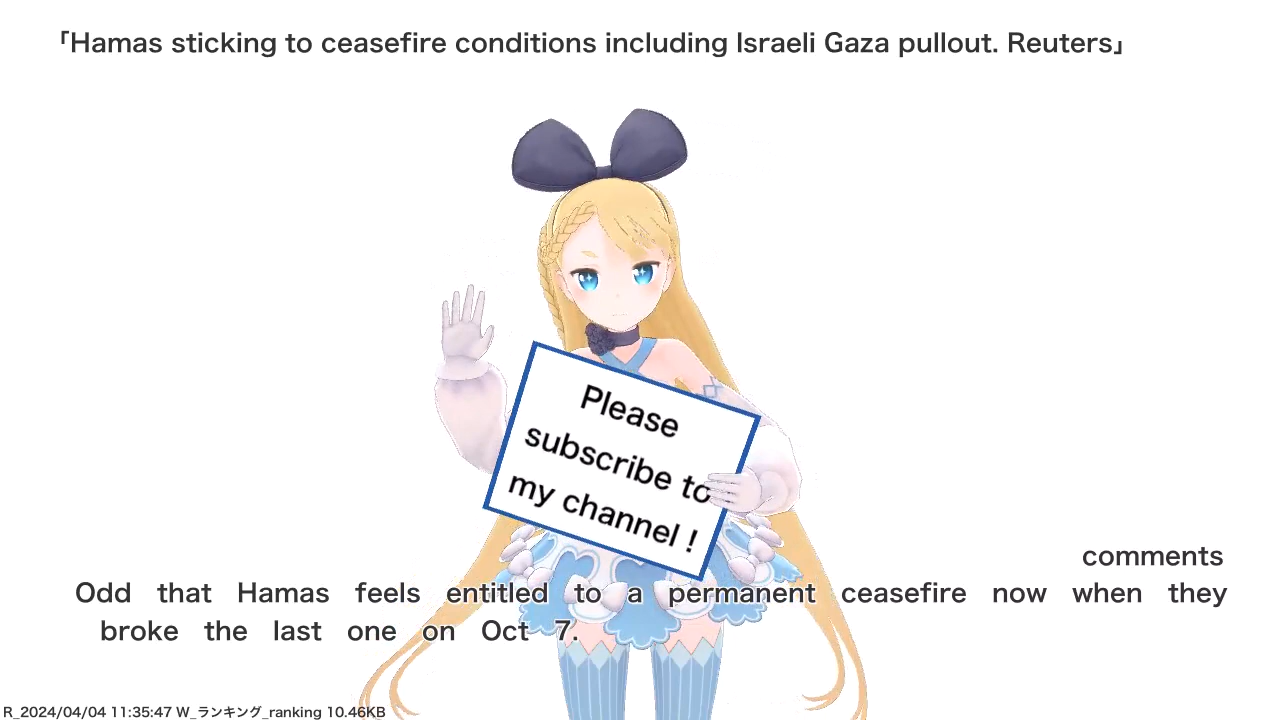 「Hamas sticking to ceasefire conditions including Israeli Gaza pullout. Reuters」
Please
subscribe to
my channel !
comments
Odd that Hamas feels entitled to a permanent ceasefire now when they
broke the last one on Oct 7.
R_2024/04/04 11:35:47 W_ランキング_ranking 10.46KB